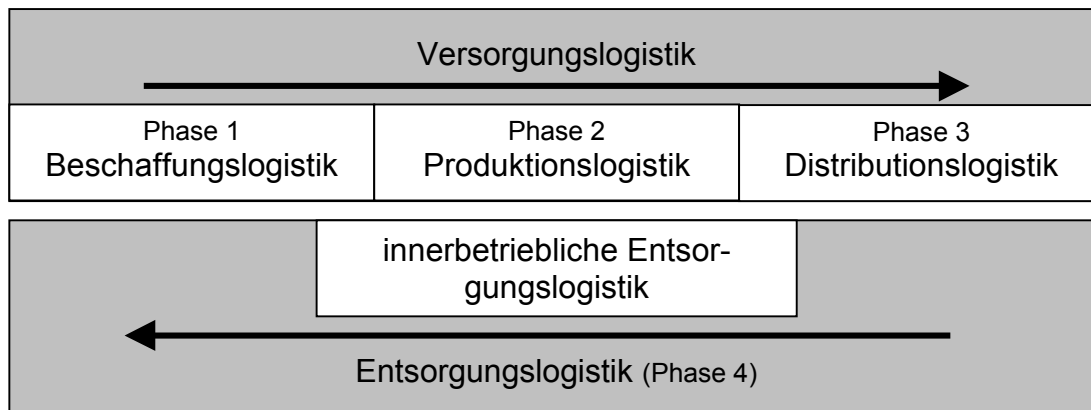 Versorgungslogistik
Phase 1
Beschaffungslogistik
Phase 2
Produktionslogistik
Phase 3
Distributionslogistik
innerbetriebliche Entsor-
gungslogistik
Entsorgungslogistik (Phase 4)